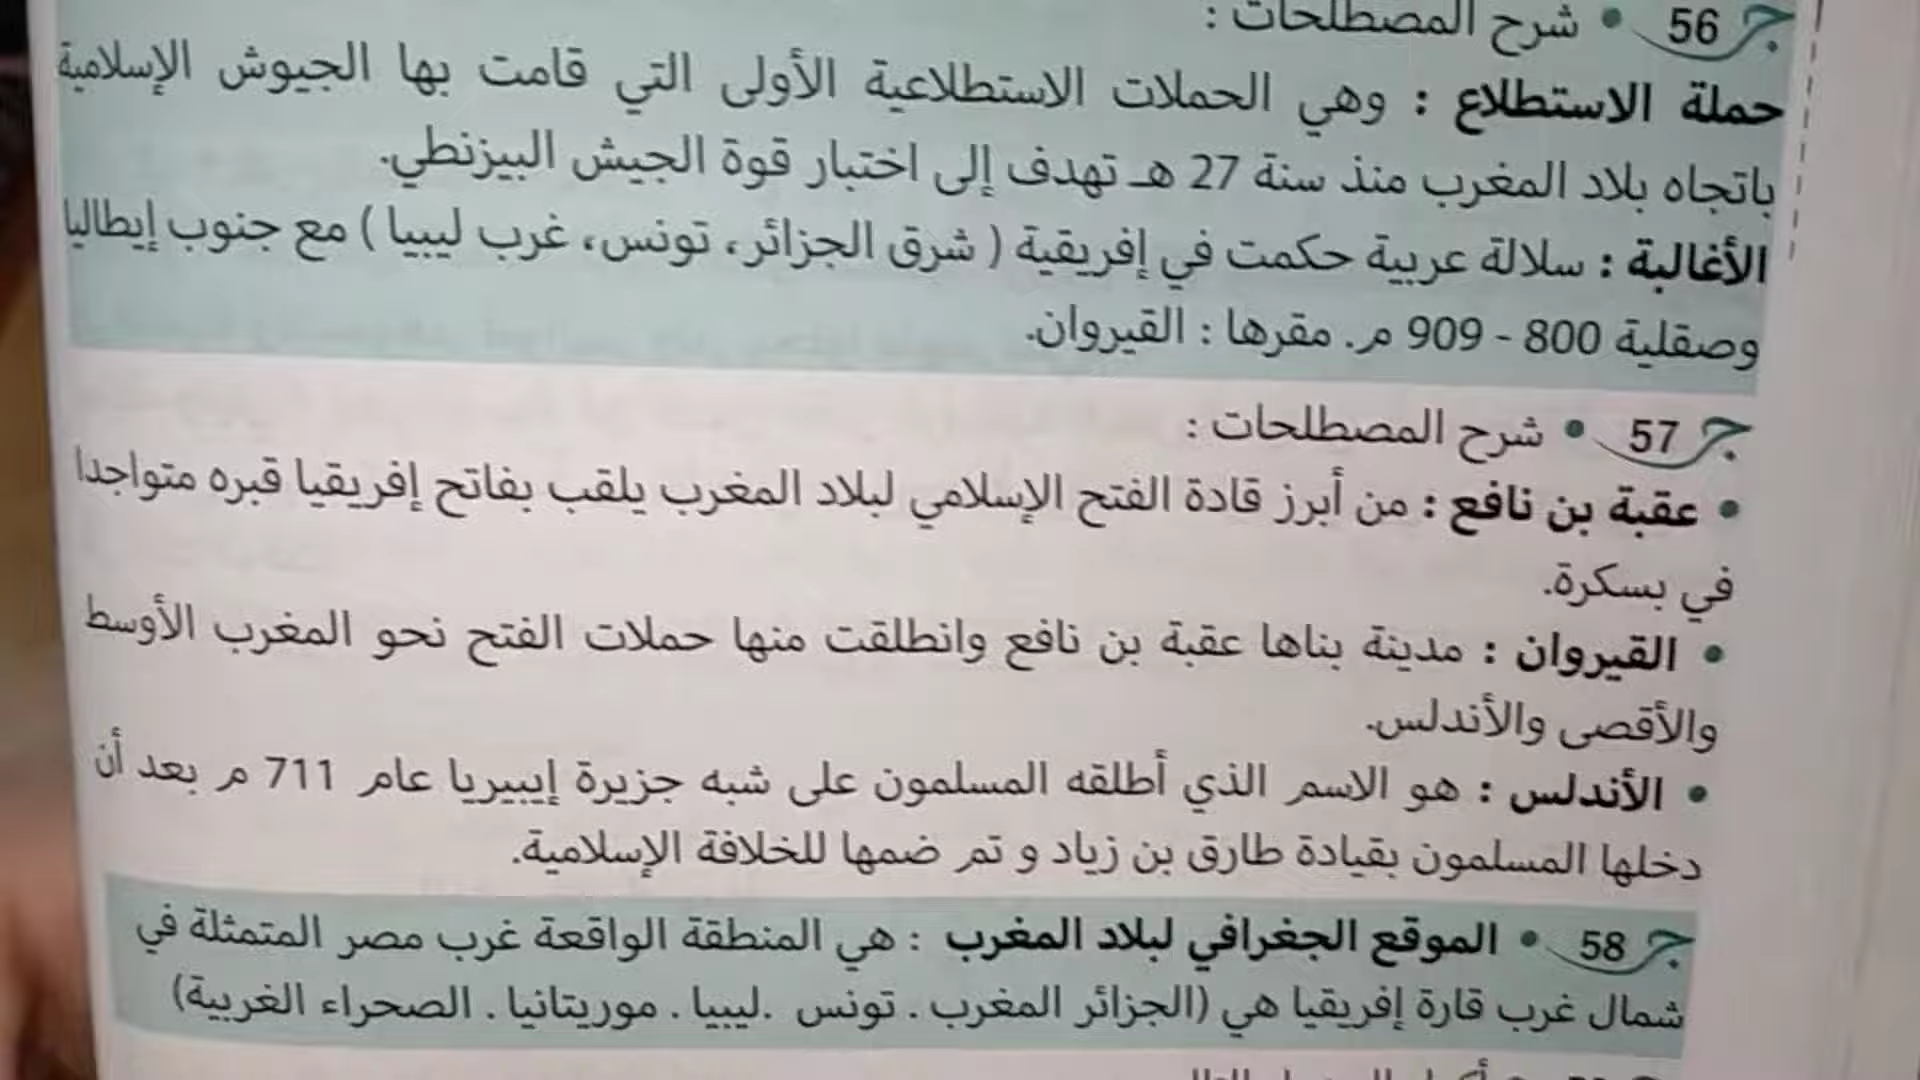 ج 56 • شرح المصطلحات :
حملة الاستطلاع : وهي الحملات الاستطلاعية الأولى التي قامت بها الجيوش الإسلامية
باتجاه بلاد المغرب منذ سنة 27 هـ تهدف إلى اختبار قوة الجيش البيزنطي.
الأغالبة : سلالة عربية حكمت في إفريقية ( شرق الجزائر، تونس، غرب ليبيا ) مع جنوب إيطاليا
وصقلية 800 - 909 م. مقرها : القيروان.
ج 57 • شرح المصطلحات :
• عقبة بن نافع : من أبرز قادة الفتح الإسلامي لبلاد المغرب يلقب بفاتح إفريقيا قبره متواجدا
في بسكرة.
• القيروان : مدينة بناها عقبة بن نافع وانطلقت منها حملات الفتح نحو المغرب الأوسط
والأقصى والأندلس.
• الأندلس : هو الاسم الذي أطلقه المسلمون على شبه جزيرة إيبيريا عام 711 م بعد أن
دخلها المسلمون بقيادة طارق بن زياد و تم ضمها للخلافة الإسلامية.
ج 58 • الموقع الجغرافي لبلاد المغرب : هي المنطقة الواقعة غرب مصر المتمثلة في
شمال غرب قارة إفريقيا هي (الجزائر المغرب . تونس .ليبيا . موريتانيا . الصحراء الغربية)